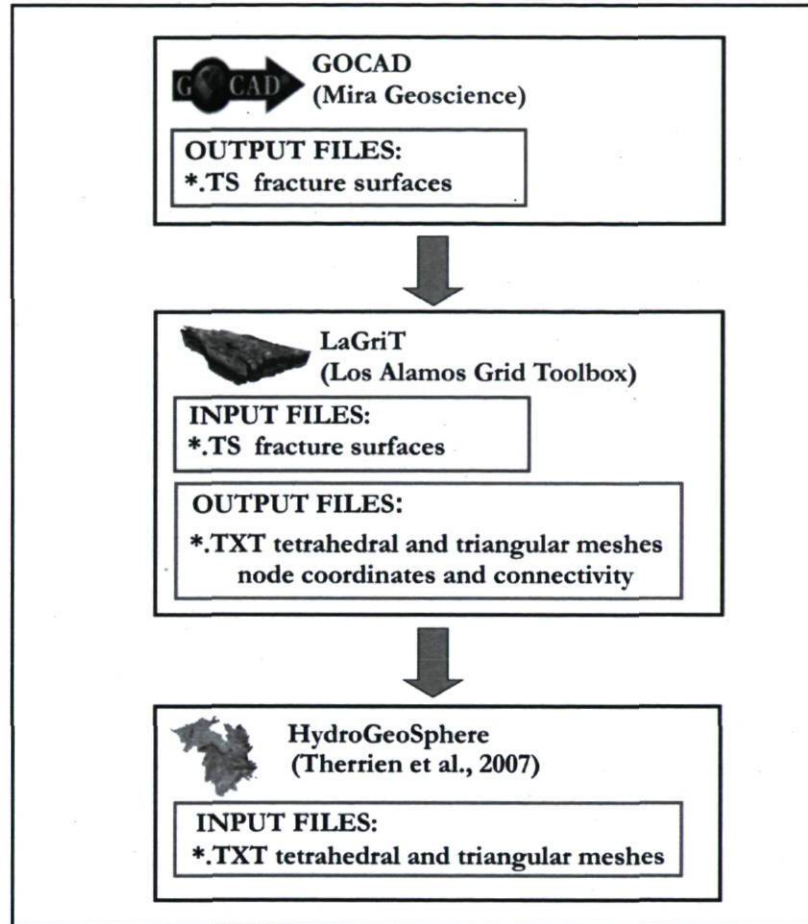 GOCAD
GOCAD
(Mira Geoscience)
OUTPUT FILES:
*.TS fracture surfaces
LaGriT
(Los Alamos Grid Toolbox)
INPUT FILES:
*.TS fracture surfaces
OUTPUT FILES:
*.TXT tetrahedral and triangular meshes
node coordinates and connectivity
HydroGeoSphere
(Therrien et al., 2007)
INPUT FILES:
*.TXT tetrahedral and triangular meshes